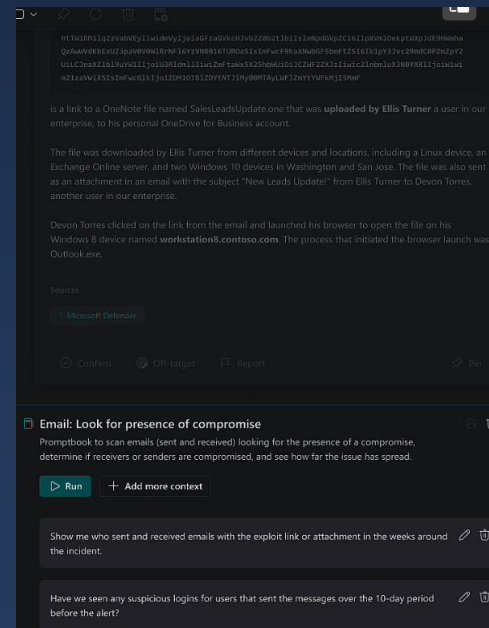 is a link to a OneNote file named SalesLeadsUpdate.one that was uploaded by Ellis Turner a user in our
enterprise, to his personal OneDrive for Business account.
The file was downloaded by Ellis Turner from different devices and locations, including a Linux device, an
Exchange Online server, and two Windows 10 devices in Washington and San Jose. The file was also sent
as an attachment in an email with the subject "New Leads Update!" from Ellis Turner to Devon Torres,
another user in our enterprise.
Devon Torres clicked on the link from the email and launched his browser to open the file on his
Windows 8 device named workstation8.contoso.com. The process that initiated the browser launch was
Outlook.exe,
Sources
1. Microsoft Defender
Confirm Off-target Report Pin
Email: Look for presence of compromise
Promptbook to scan emails (sent and received) looking for the presence of a compromise,
determine if receivers or senders are compromised, and see how far the issue has spread.
Run Add more context
Show me who sent and received emails with the exploit link or attachment in the weeks around
the incident.
Have we seen any suspicious logins for users that sent the messages over the 10-day period
before the alert?